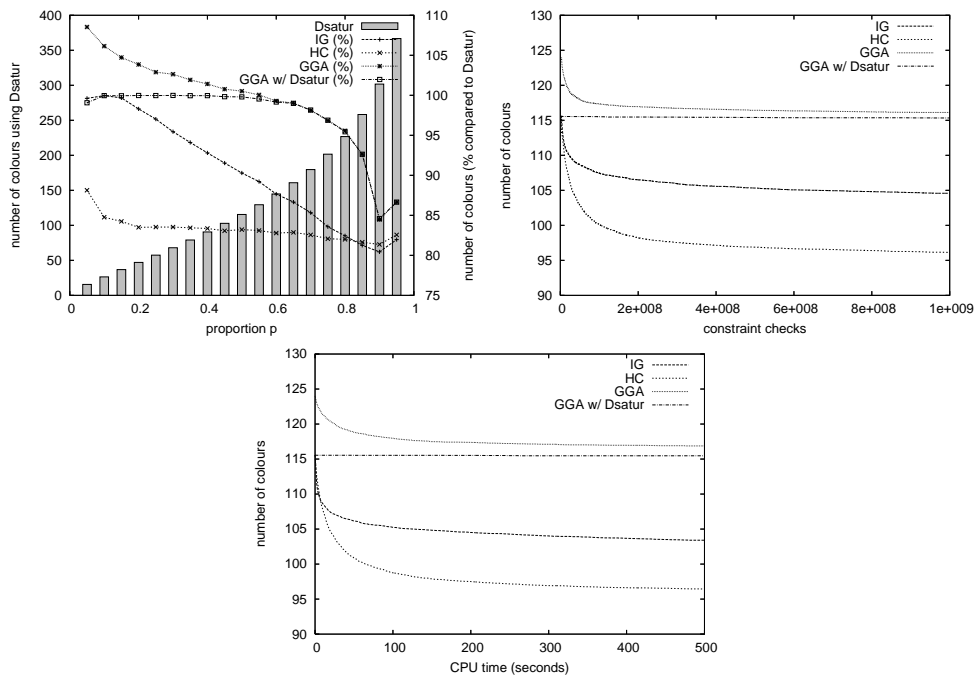 number of colours using Dsatur
400
350
300
250
200
150
100
50
0
Dsatur
IG (%)
HC (%)
GGA (%)
GGA w/ Dsatur (%)
110
105
100
95
90
85
80
75
number of colours (% compared to Dsatur)
0
0.2
0.4
0.6
0.8
1
proportion p
number of colours
130
125
120
115
110
105
100
95
90
IG
HC
GGA
GGA w/ Dsatur
0
2e+008
4e+008
6e+008
8e+008
1e+009
constraint checks
number of colours
130
125
120
115
110
105
100
95
90
IG
HC
GGA
GGA w/ Dsatur
0
100
200
300
400
500
CPU time (seconds)